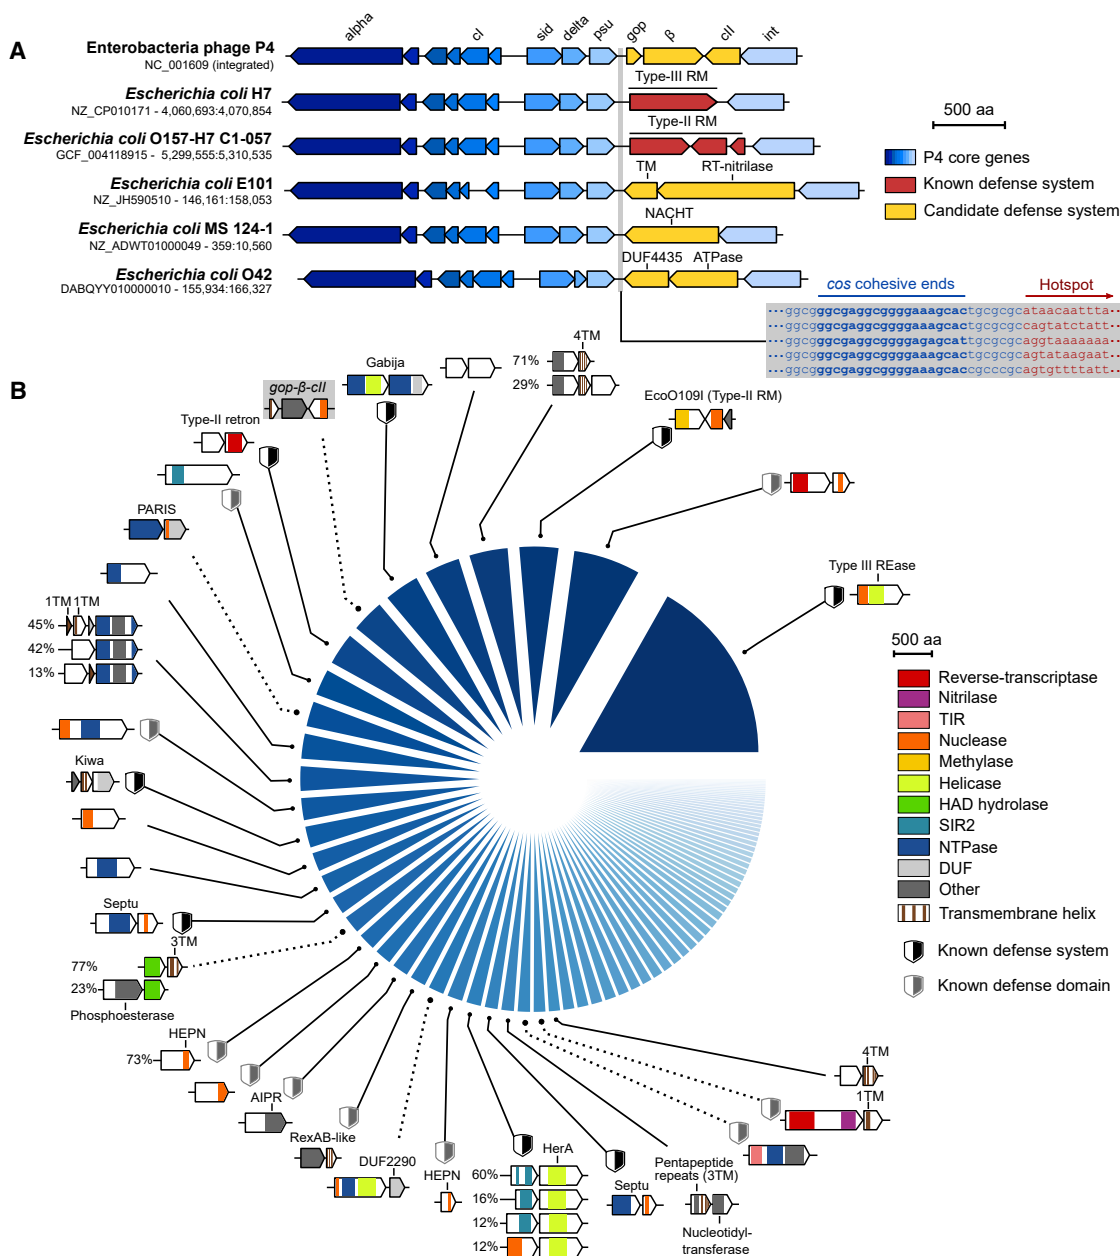 A
alpha
cI
sid
delta
psu
gop
β
cII
int
Enterobacteria phage P4
NC_001609 (integrated)
Escherichia coli H7
NZ_CP010171 - 4,060,693:4,070,854
Type-III RM
Escherichia coli O157-H7 C1-057
GCF_004118915 - 5,299,555:5,310,535
Type-II RM
Escherichia coli E101
NZ_JH590510 - 146,161:158,053
TM
RT-nitrilase
Escherichia coli MS 124-1
NZ_ADWT01000049 - 359:10,560
NACHT
Escherichia coli O42
DABQYY010000010 - 155,934:166,327
DUF4435
ATPase
500 aa
P4 core genes
Known defense system
Candidate defense system
cos cohesive ends
Hotspot
···ggcgggcgaggcggggaaagcactgcgcgcataacaattta··
···ggcgggcgaggcggggaaagcactgcgcgccagtatctatt··
···ggcgggcgaggcggggagagcattgcgcgcaggtaaaaaaa··
···ggcgggcgaggcggggaaagcactgcgcgcagtataagaat··
···ggcgggcgaggcggggaaagcaccgcccgcagtgttttatt··
B
Gabija
4TM
71%
29%
gop-β-cII
EcoO109I (Type-II RM)
Type-II retron
PARIS
Type III REase
1TM 1TM
45%
42%
13%
Kiwa
Septu
3TM
77%
23%
Phosphoesterase
HEPN
73%
AIPR
RexAB-like
DUF2290
HEPN
HerA
60%
16%
12%
12%
Septu
Pentapeptide
repeats (3TM)
Nucleotidyl-
transferase
4TM
1TM
500 aa
Reverse-transcriptase
Nitrilase
TIR
Nuclease
Methylase
Helicase
HAD hydrolase
SIR2
NTPase
DUF
Other
Transmembrane helix
Known defense system
Known defense domain